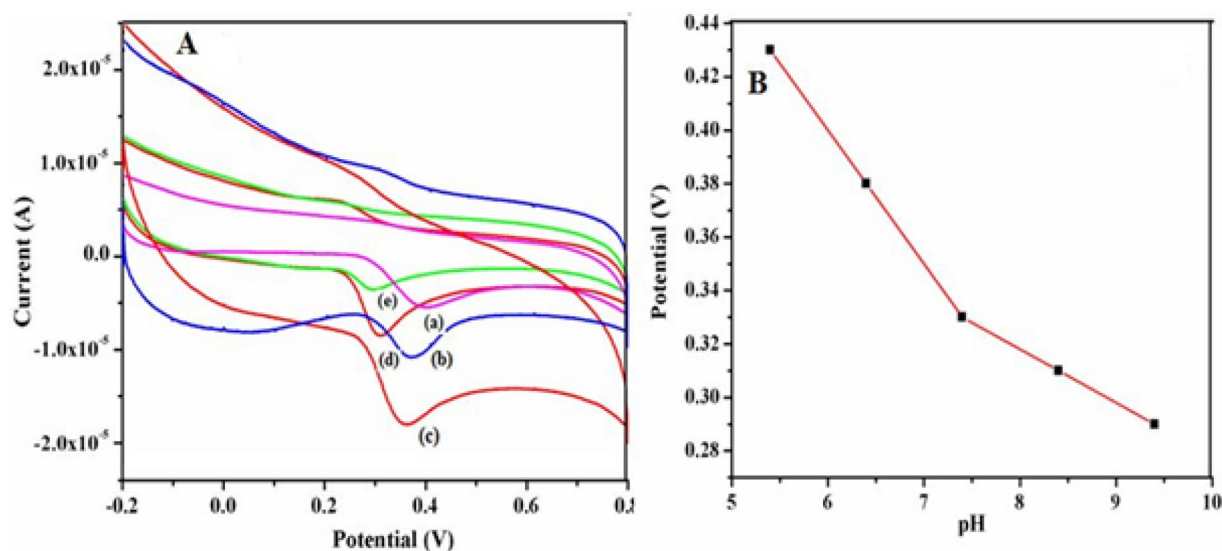 A
Current (A)
2.0x10⁻⁵
1.0x10⁻⁵
0.0
-1.0x10⁻⁵
-2.0x10⁻⁵
(e)
(a)
(d)
(b)
(c)
-0.2 0.0 0.2 0.4 0.6 0.8
Potential (V)
B
Potential (V)
0.44
0.42
0.40
0.38
0.36
0.34
0.32
0.30
0.28
5 6 7 8 9 10
pH